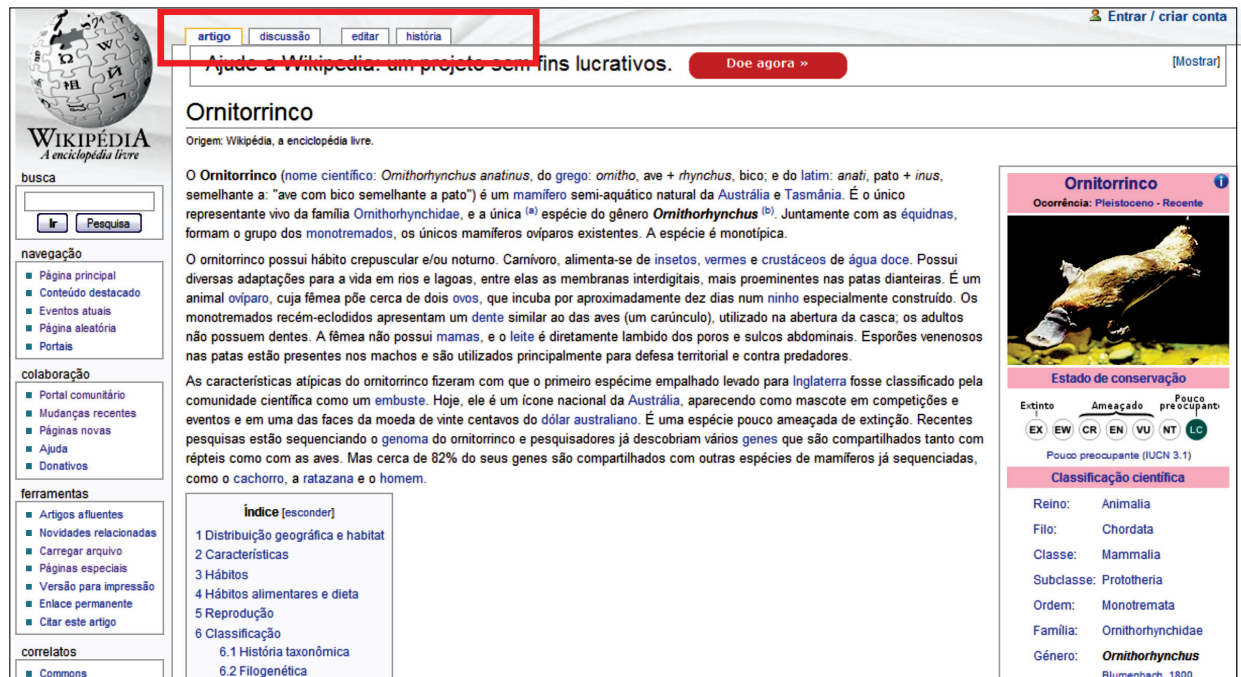 Entrar / criar conta
artigo discussão editar história
Ajude a Wikipedia: um projeto sem fins lucrativos. Doe agora » [Mostrar]
WIKIPÉDIA
A enciclopédia livre
busca
Ir Pesquisa
navegação
Página principal
Conteúdo destacado
Eventos atuais
Página aleatória
Portais
colaboração
Portal comunitário
Mudanças recentes
Páginas novas
Ajuda
Donativos
ferramentas
Artigos afluentes
Novidades relacionadas
Carregar arquivo
Páginas especiais
Versão para impressão
Enlace permanente
Citar este artigo
correlatos
Commons
Ornitorrinco
Origem: Wikipédia, a enciclopédia livre.
O Ornitorrinco (nome científico: Ornithorhynchus anatinus, do grego: ornitho, ave + rhynchus, bico; e do latim: anati, pato + inus,
semelhante a: "ave com bico semelhante a pato") é um mamífero semi-aquático natural da Austrália e Tasmânia. É o único
representante vivo da família Ornithorhynchidae, e a única (a) espécie do gênero Ornithorhynchus (b). Juntamente com as équidnas,
formam o grupo dos monotremados, os únicos mamíferos ovíparos existentes. A espécie é monotípica.
O ornitorrinco possui hábito crepuscular e/ou noturno. Carnívoro, alimenta-se de insetos, vermes e crustáceos de água doce. Possui
diversas adaptações para a vida em rios e lagoas, entre elas as membranas interdigitais, mais proeminentes nas patas dianteiras. É um
animal ovíparo, cuja fêmea põe cerca de dois ovos, que incuba por aproximadamente dez dias num ninho especialmente construído. Os
monotremados recém-eclodidos apresentam um dente similar ao das aves (um carúnculo), utilizado na abertura da casca; os adultos
não possuem dentes. A fêmea não possui mamas, e o leite é diretamente lambido dos poros e sulcos abdominais. Esporões venenosos
nas patas estão presentes nos machos e são utilizados principalmente para defesa territorial e contra predadores.
As características atípicas do ornitorrinco fizeram com que o primeiro espécime empalhado levado para Inglaterra fosse classificado pela
comunidade científica como um embuste. Hoje, ele é um ícone nacional da Austrália, aparecendo como mascote em competições e
eventos e em uma das faces da moeda de vinte centavos do dólar australiano. É uma espécie pouco ameaçada de extinção. Recentes
pesquisas estão sequenciando o genoma do ornitorrinco e pesquisadores já descobriam vários genes que são compartilhados tanto com
répteis como com as aves. Mas cerca de 82% do seus genes são compartilhados com outras espécies de mamíferos já sequenciadas,
como o cachorro, a ratazana e o homem.
Índice [esconder]
1 Distribuição geográfica e habitat
2 Características
3 Hábitos
4 Hábitos alimentares e dieta
5 Reprodução
6 Classificação
6.1 História taxonômica
6.2 Filogenética
Ornitorrinco
Ocorrência: Pleistoceno - Recente
Estado de conservação
Extinto Ameaçado Pouco
preocupante
EX EW CR EN VU NT LC
Pouco preocupante (IUCN 3.1)
Classificação científica
Reino: Animalia
Filo: Chordata
Classe: Mammalia
Subclasse: Prototheria
Ordem: Monotremata
Família: Ornithorhynchidae
Género: Ornithorhynchus
Blumenbach, 1800